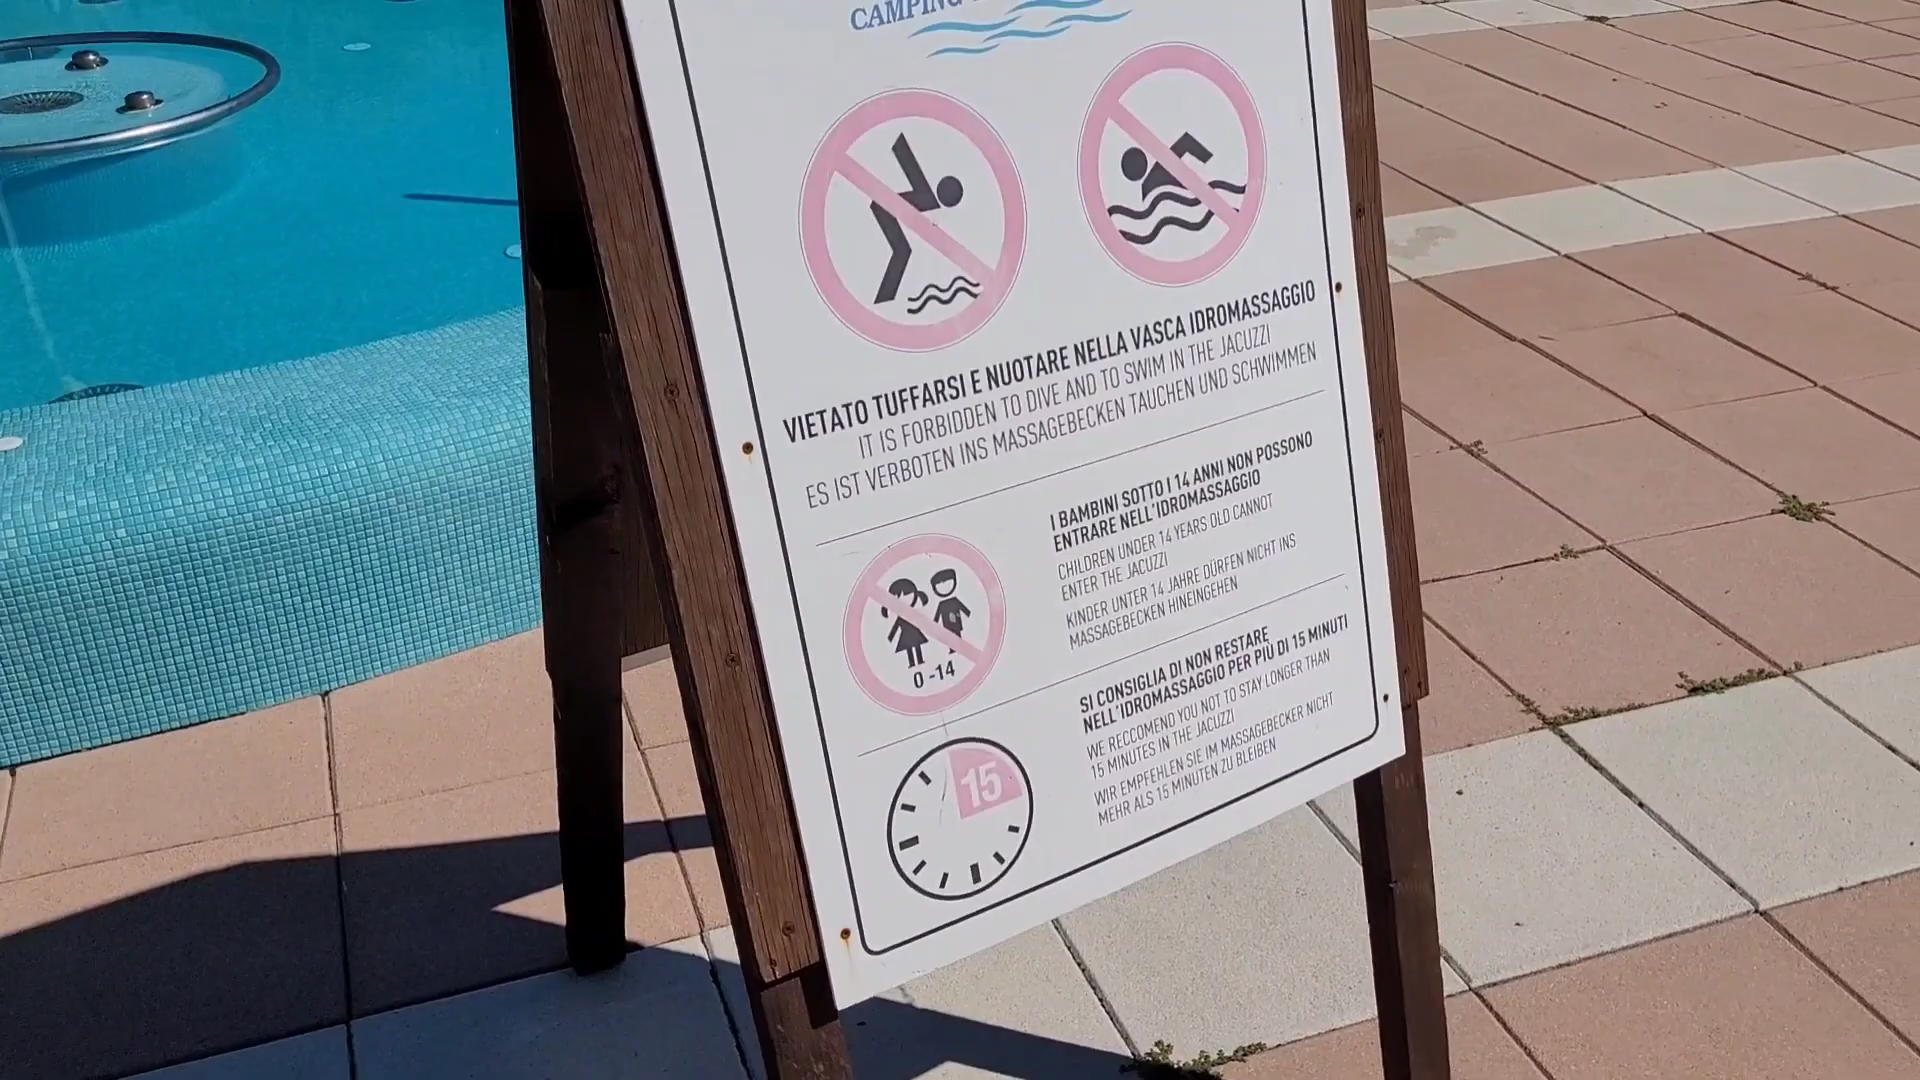 CAMPING
VIETATO TUFFARSI E NUOTARE NELLA VASCA IDROMASSAGGIO
IT IS FORBIDDEN TO DIVE AND TO SWIM IN THE JACUZZI
ES IST VERBOTEN INS MASSAGEBECKEN TAUCHEN UND SCHWIMMEN
I BAMBINI SOTTO I 14 ANNI NON POSSONO
ENTRARE NELL'IDROMASSAGGIO
CHILDREN UNDER 14 YEARS OLD CANNOT
ENTER THE JACUZZI
KINDER UNTER 14 JAHRE DÜRFEN NICHT INS
MASSAGEBECKEN HINEINGEHEN
0-14
SI CONSIGLIA DI NON RESTARE
NELL'IDROMASSAGGIO PER PIÙ DI 15 MINUTI
WE RECCOMEND YOU NOT TO STAY LONGER THAN
15 MINUTES IN THE JACUZZI
WIR EMPFEHLEN SIE IM MASSAGEBECKER NICHT
MEHR ALS 15 MINUTEN ZU BLEIBEN
15